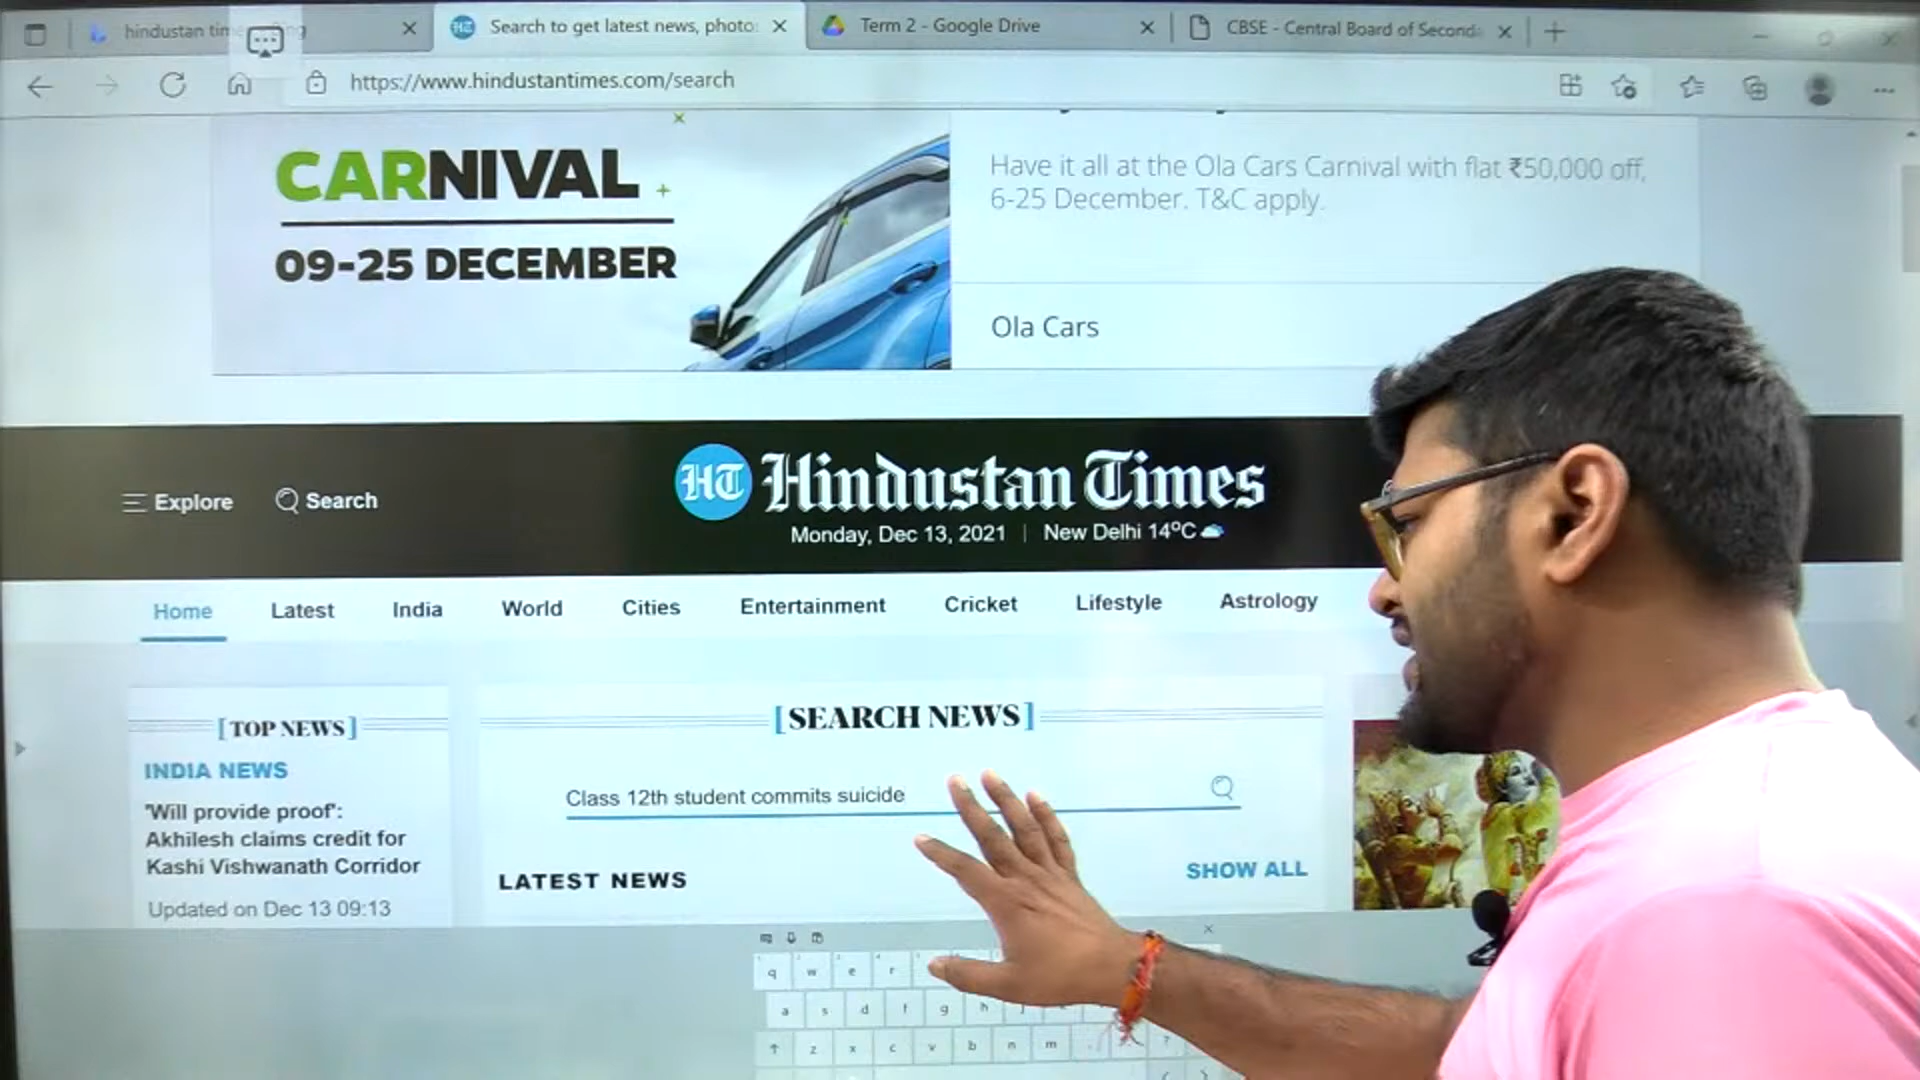 hindustan tim
Search to get latest news, photo
Term 2 - Google Drive
CBSE - Central Board of Second
https://www.hindustantimes.com/search
CARNIVAL
09-25 DECEMBER
Have it all at the Ola Cars Carnival with flat ₹50,000 off,
6-25 December. T&C apply.
Ola Cars
Explore
Search
HT Hindustan Times
Monday, Dec 13, 2021 | New Delhi 14°C
Home
Latest
India
World
Cities
Entertainment
Cricket
Lifestyle
Astrology
[TOP NEWS]
INDIA NEWS
'Will provide proof':
Akhilesh claims credit for
Kashi Vishwanath Corridor
Updated on Dec 13 09:13
[SEARCH NEWS]
Class 12th student commits suicide
LATEST NEWS
SHOW ALL
q w e r
a s d f g h j
z x c v b n m